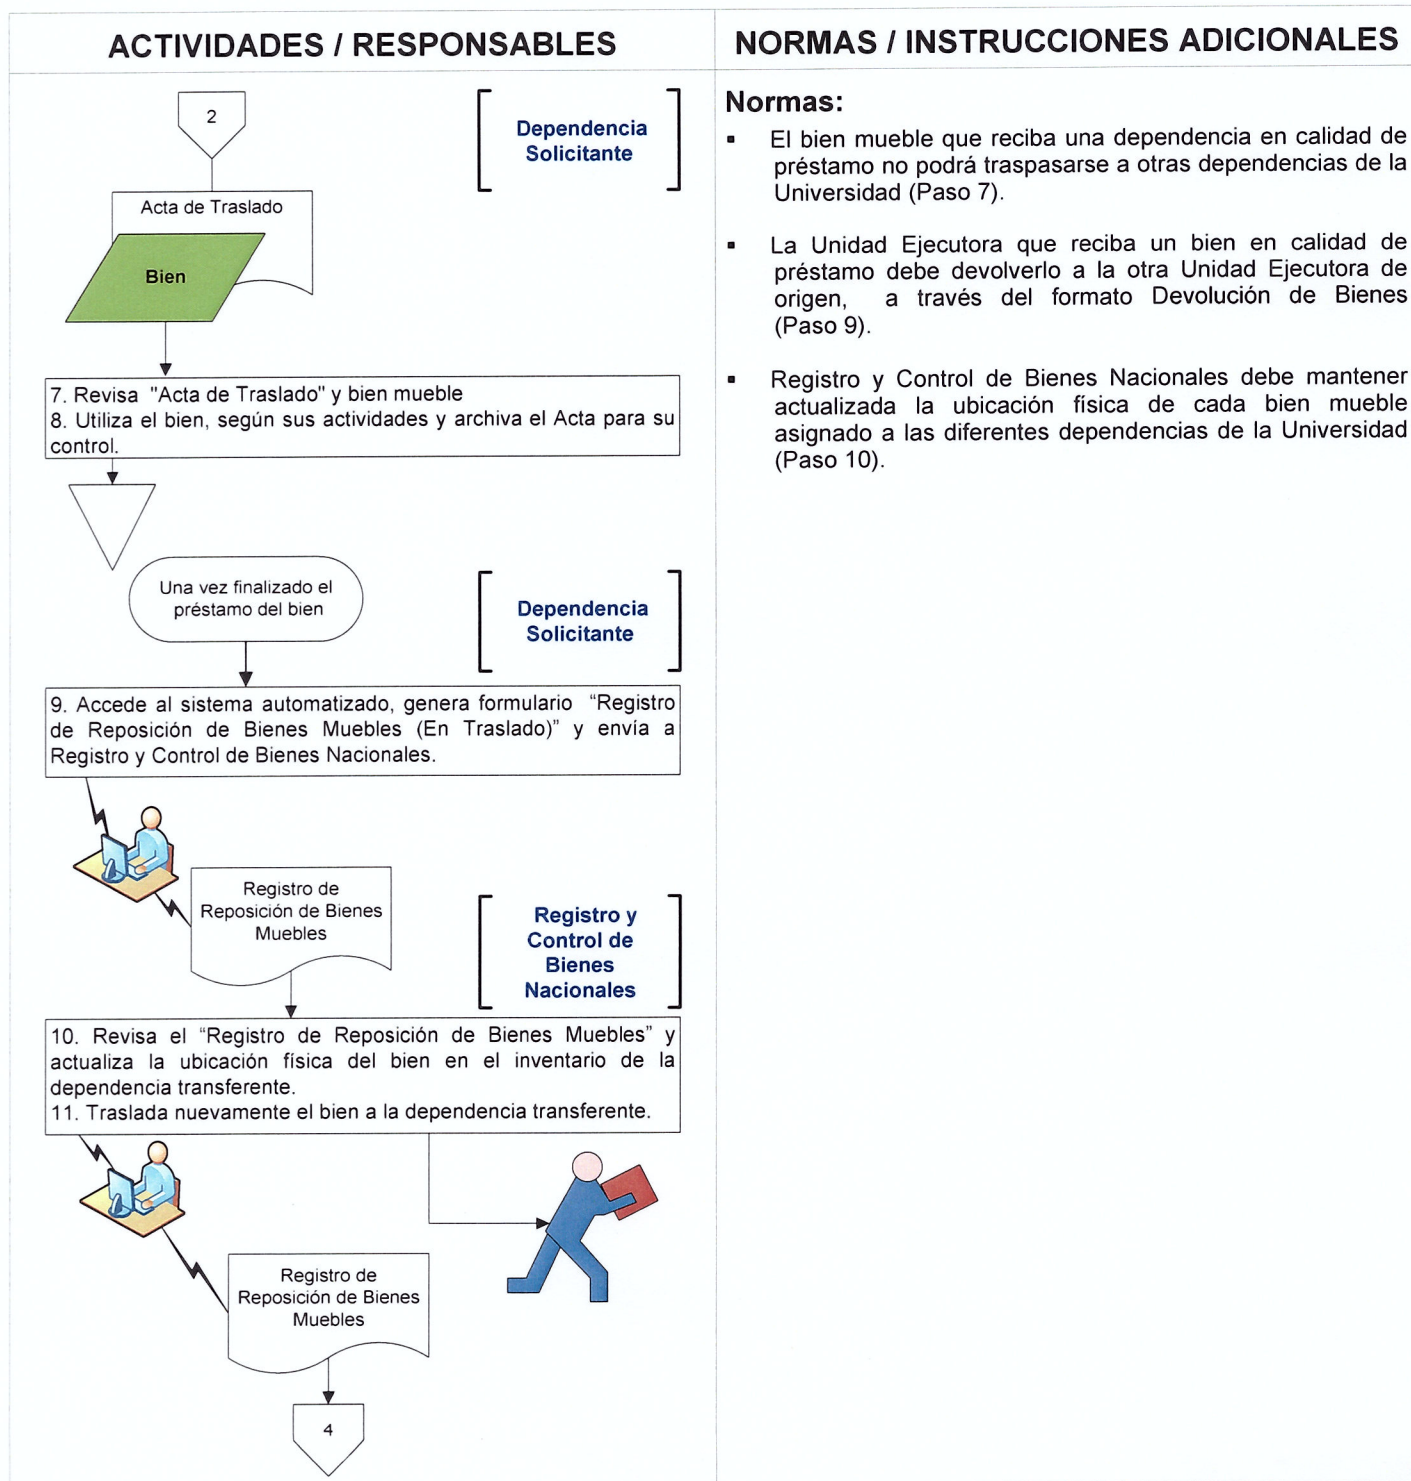 ACTIVIDADES / RESPONSABLES
NORMAS / INSTRUCCIONES ADICIONALES
2
Dependencia
Solicitante
Acta de Traslado
Bien
7. Revisa "Acta de Traslado" y bien mueble
8. Utiliza el bien, según sus actividades y archiva el Acta para su
control.
Una vez finalizado el
préstamo del bien
Dependencia
Solicitante
9. Accede al sistema automatizado, genera formulario “Registro
de Reposición de Bienes Muebles (En Traslado)” y envía a
Registro y Control de Bienes Nacionales.
Registro de
Reposición de Bienes
Muebles
Registro y
Control de
Bienes
Nacionales
10. Revisa el “Registro de Reposición de Bienes Muebles” y
actualiza la ubicación física del bien en el inventario de la
dependencia transferente.
11. Traslada nuevamente el bien a la dependencia transferente.
Registro de
Reposición de Bienes
Muebles
4
Normas:
▪ El bien mueble que reciba una dependencia en calidad de
préstamo no podrá traspasarse a otras dependencias de la
Universidad (Paso 7).
▪ La Unidad Ejecutora que reciba un bien en calidad de
préstamo debe devolverlo a la otra Unidad Ejecutora de
origen, a través del formato Devolución de Bienes
(Paso 9).
▪ Registro y Control de Bienes Nacionales debe mantener
actualizada la ubicación física de cada bien mueble
asignado a las diferentes dependencias de la Universidad
(Paso 10).